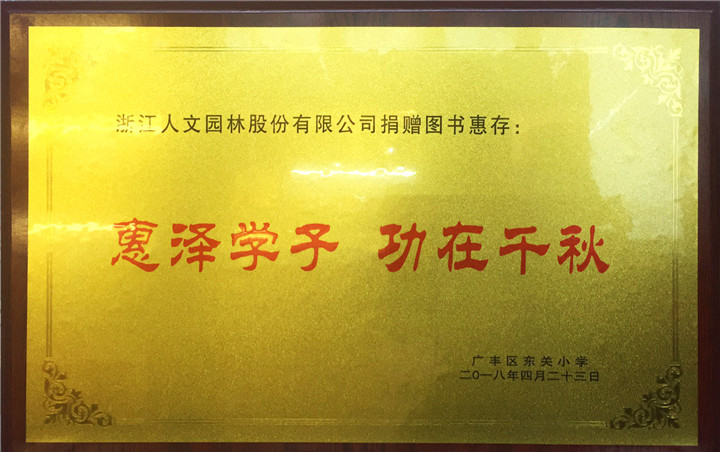 浙江人文园林股份有限公司捐赠图书惠存：
惠泽学子 功在千秋
广丰区东关小学
二〇一八年四月二十三日